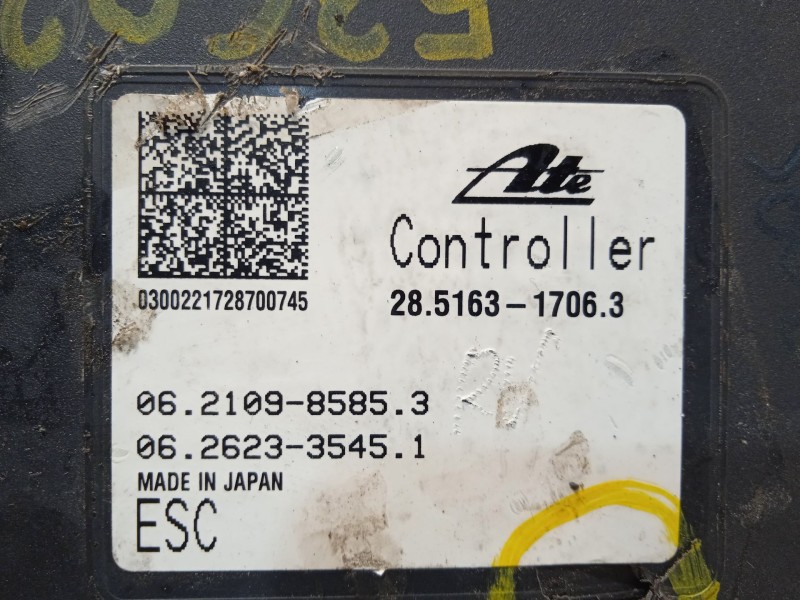 53C02
Ate
Controller
0300221728700745
28.5163-1706.3
06.2109-8585.3
06.2623-3545.1
MADE IN JAPAN
ESC